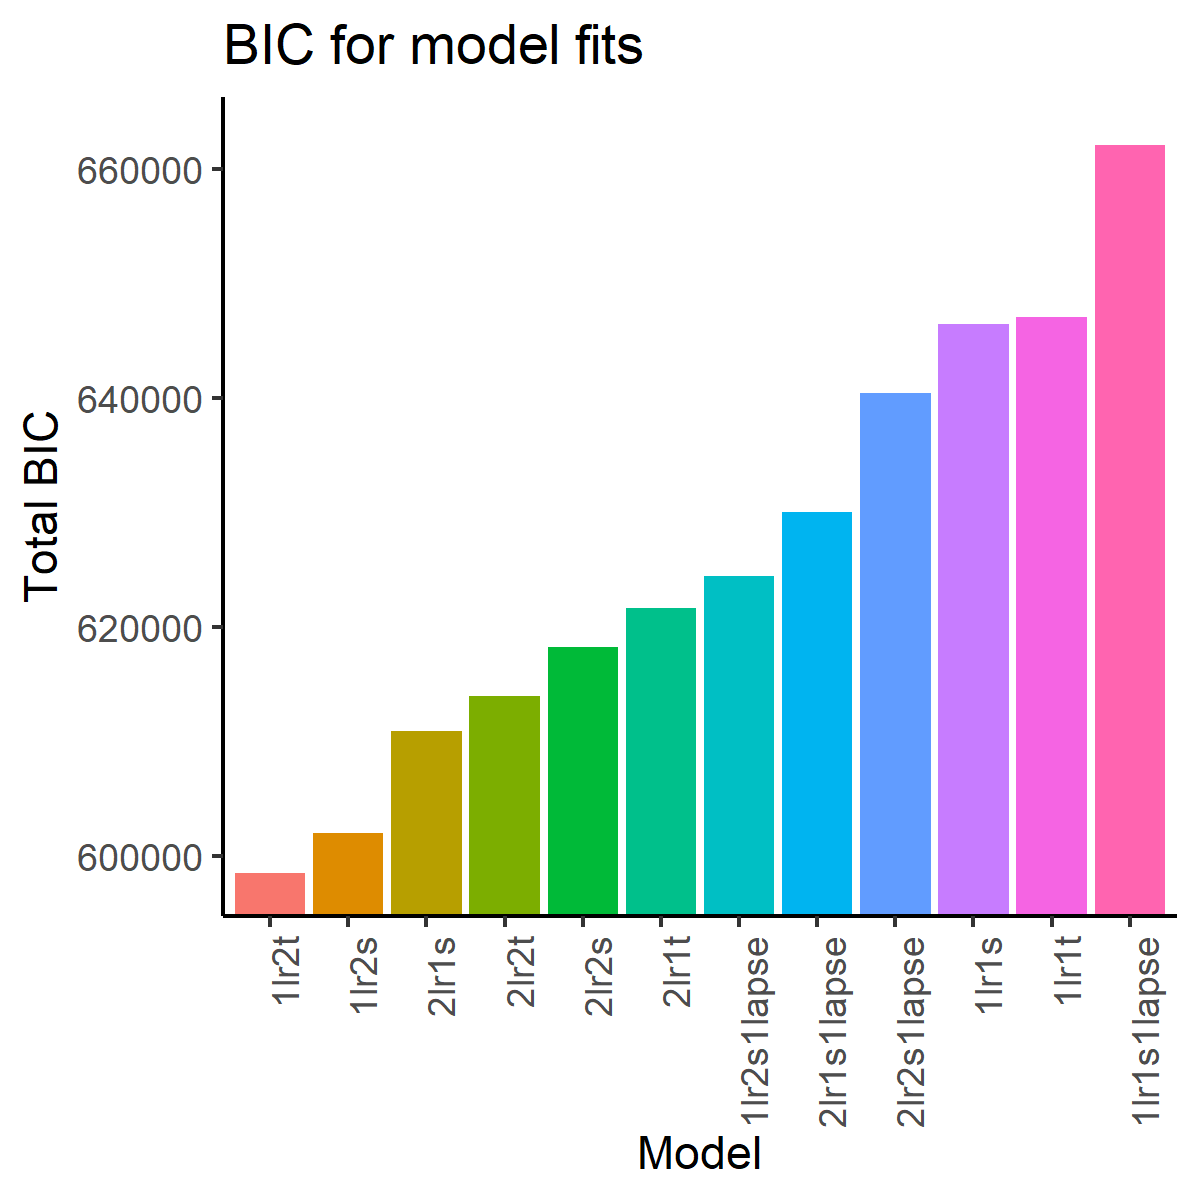 BIC for model fits
Total BIC
660000
640000
620000
600000
1lr2t
1lr2s
2lr1s
2lr2t
2lr2s
2lr1t
1lr2s1lapse
2lr1s1lapse
2lr2s1lapse
1lr1s
1lr1t
1lr1s1lapse
Model